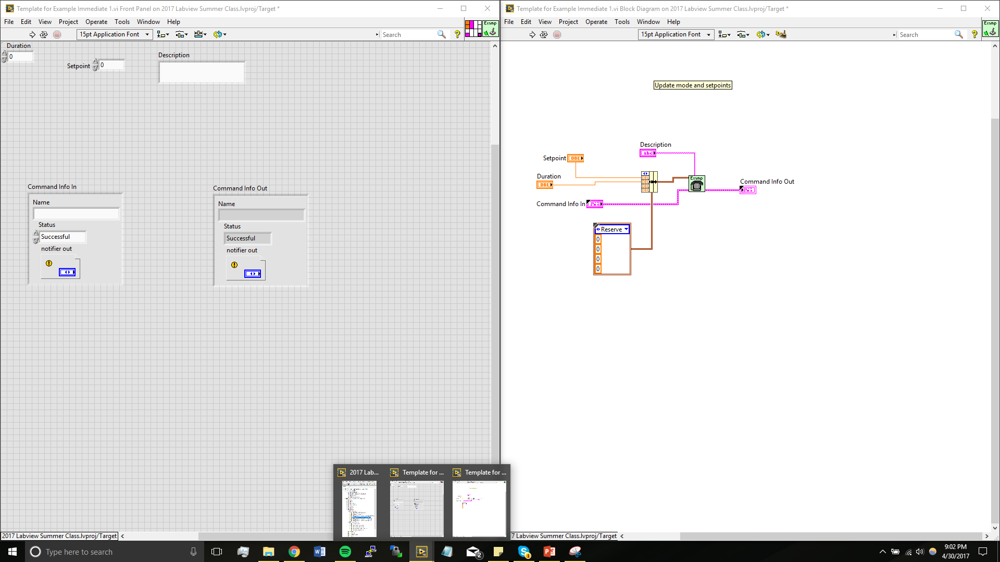 Template for Example Immediate 1.vi Front Panel on 2017 Labview Summer Class.lvproj/Target *
File Edit View Project Operate Tools Window Help
15pt Application Font
Search
?
Examp
Duration
0
Setpoint
0
Description
Command Info In
Name
Status
Successful
notifier out
Command Info Out
Name
Status
Successful
notifier out
2017 Labview Summer Class.lvproj/Target
Template for Example Immediate 1.vi Block Diagram on 2017 Labview Summer Class.lvproj/Target *
File Edit View Project Operate Tools Window Help
15pt Application Font
Search
?
Examp
Update mode and setpoints
Description
abc
Setpoint
DBL
Duration
DBL
DBL
DBL
DBL
DBL
Examp
Command Info Out
Command Info In
Reserve
0
0
0
0
7 Labview Summer Class.lvproj/Target
2017 Lab...
Template for ...
Template for ...
Type here to search
2
1
9:02 PM
4/30/2017